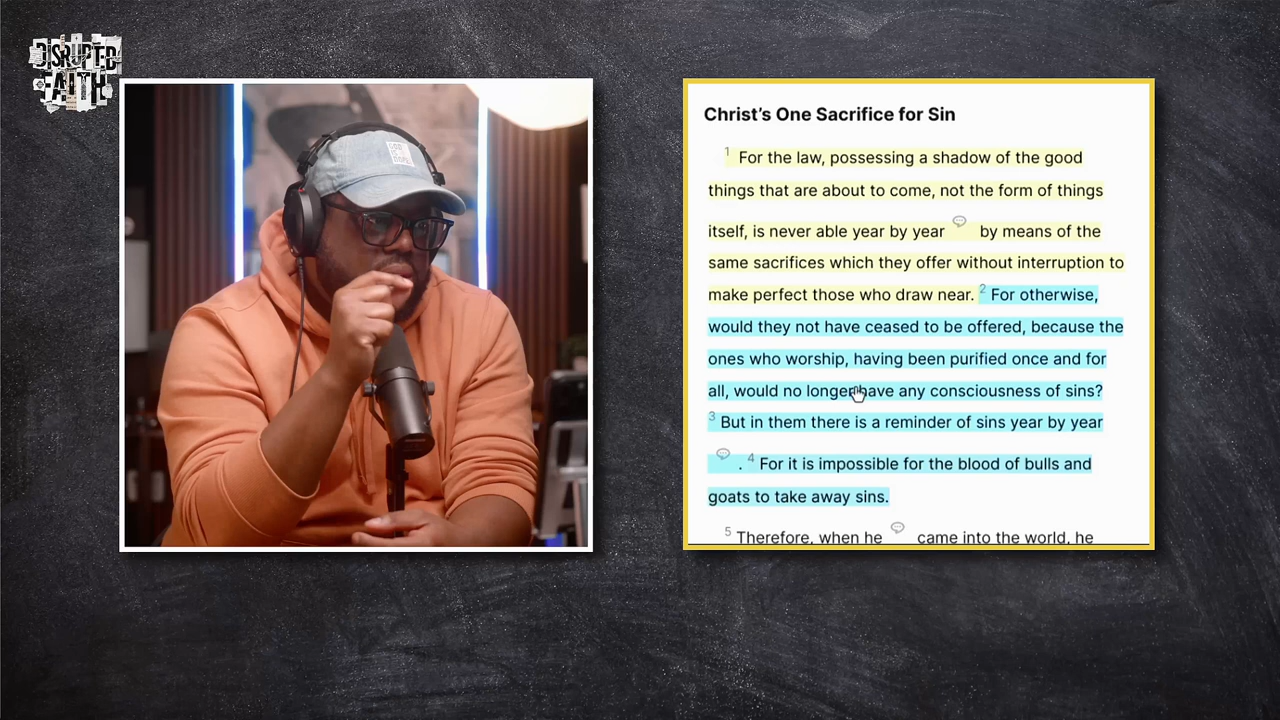 DISRUPTED
FAITH
Christ's One Sacrifice for Sin
1 For the law, possessing a shadow of the good
things that are about to come, not the form of things
itself, is never able year by year by means of the
same sacrifices which they offer without interruption to
make perfect those who draw near. 2 For otherwise,
would they not have ceased to be offered, because the
ones who worship, having been purified once and for
all, would no longer have any consciousness of sins?
3 But in them there is a reminder of sins year by year
. 4 For it is impossible for the blood of bulls and
goats to take away sins.
5 Therefore, when he came into the world, he